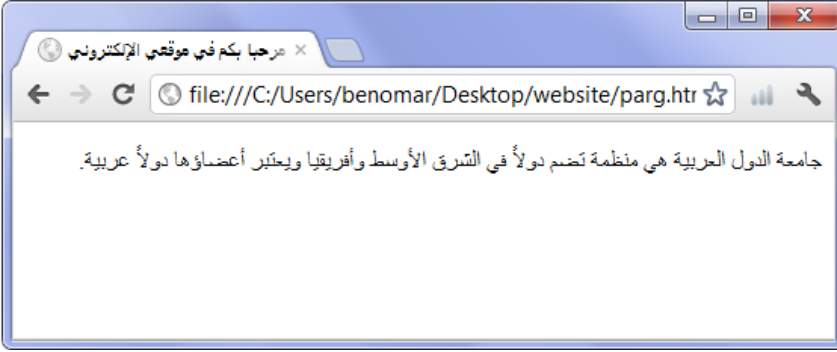 مرحبا بكم في موقعي الإلكتروني
file:///C:/Users/benomar/Desktop/website/parg.htr
جامعة الدول العربية هي منظمة تضم دولاً في الشرق الأوسط وأفريقيا ويعتبر أعضاؤها دولاً عربية.